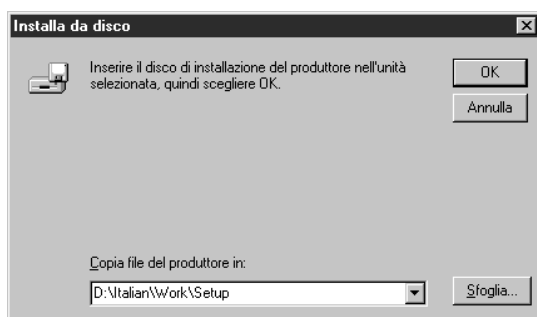 Installa da disco
Inserire il disco di installazione del produttore nell'unità
selezionata, quindi scegliere OK.
OK
Annulla
Copia file del produttore in:
D:\Italian\Work\Setup
Sfoglia...